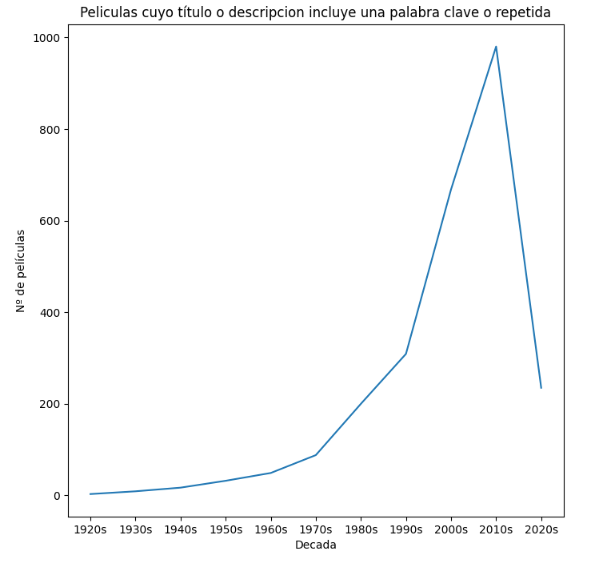 Peliculas cuyo título o descripcion incluye una palabra clave o repetida
1000
800
600
400
200
0
Nº de películas
1920s 1930s 1940s 1950s 1960s 1970s 1980s 1990s 2000s 2010s 2020s
Decada